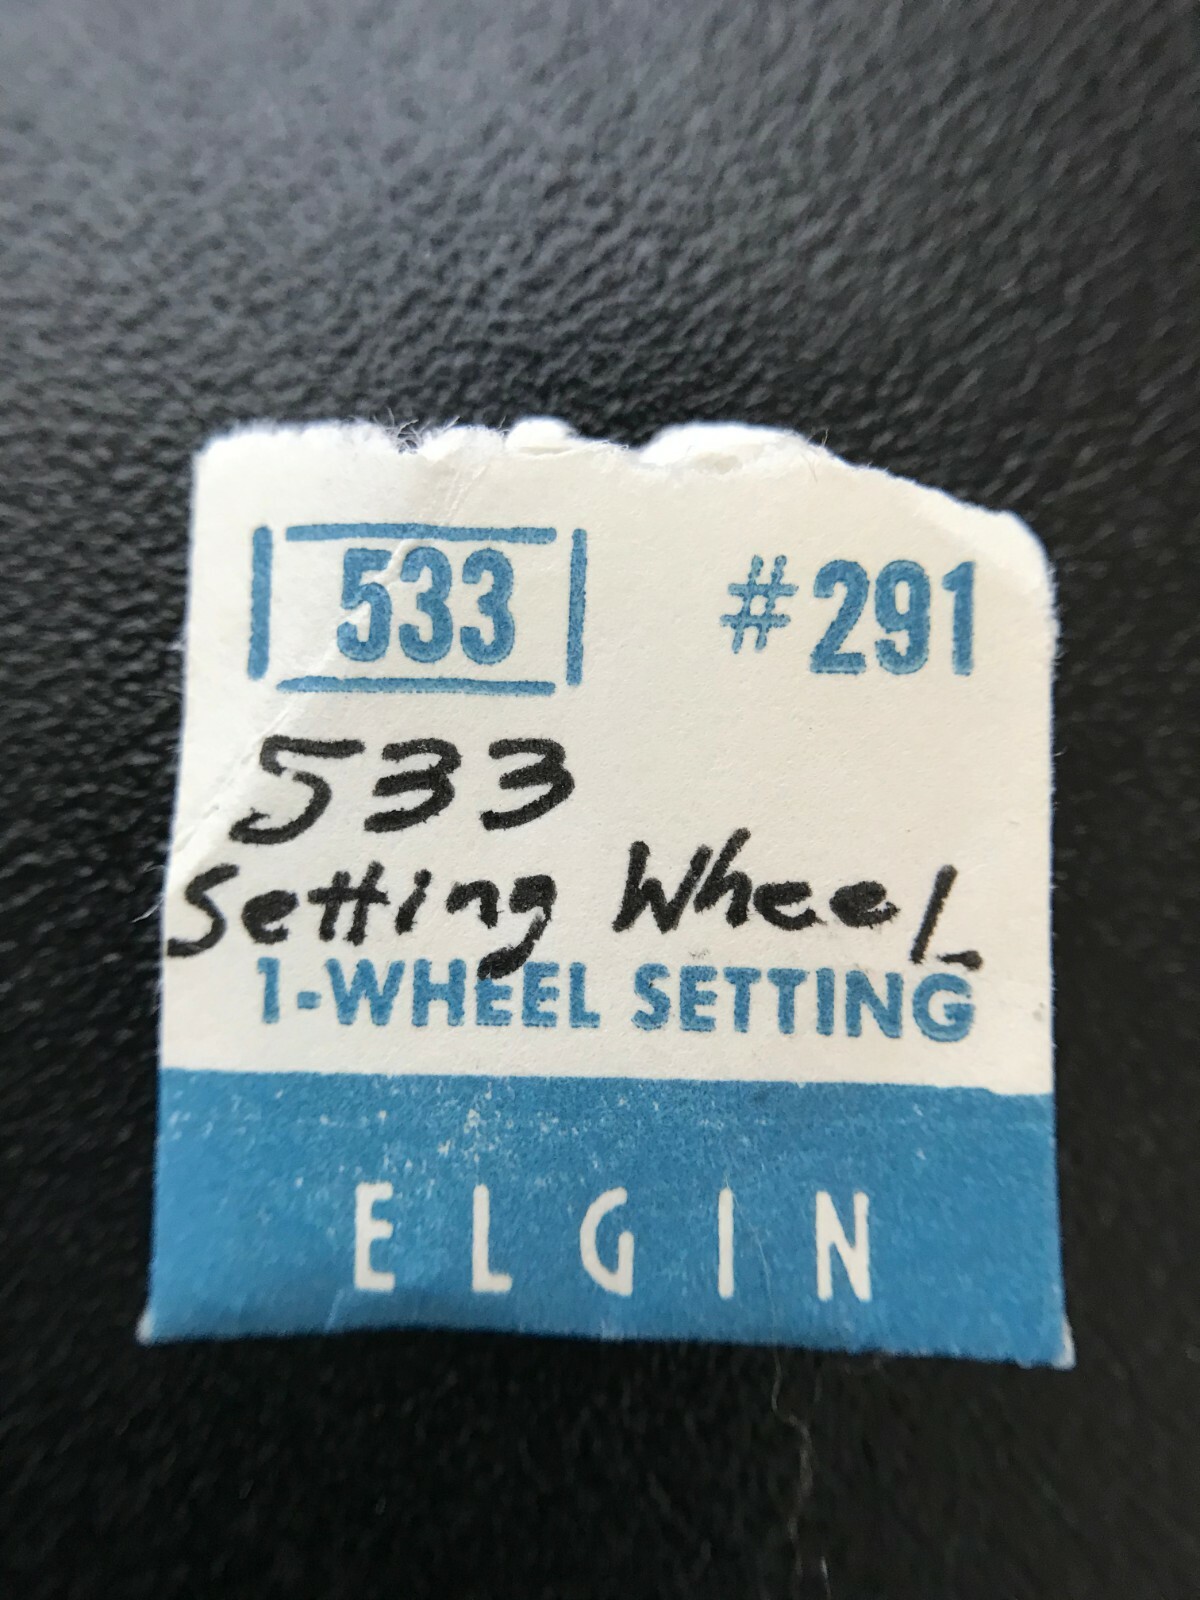 533 #291
533
Setting Wheel
1-WHEEL SETTING
ELGIN